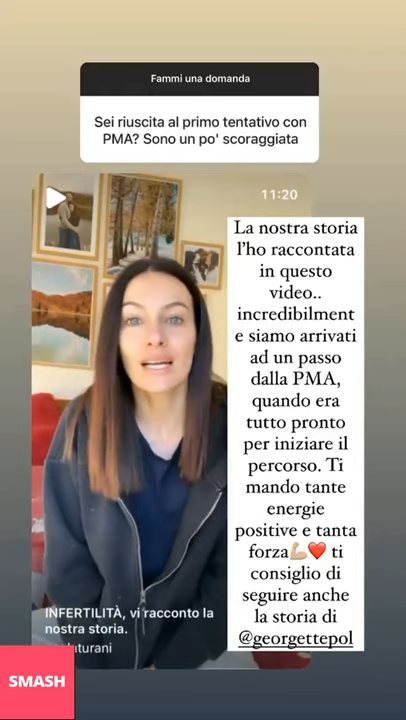 Fammi una domanda
Sei riuscita al primo tentativo con
PMA? Sono un po' scoraggiata
11:20
La nostra storia
l'ho raccontata
in questo
video..
incredibilment
e siamo arrivati
ad un passo
dalla PMA,
quando era
tutto pronto
per iniziare il
percorso. Ti
mando tante
energie
positive e tanta
forza💪🏼❤️ ti
consiglio di
seguire anche
la storia di
@georgettepol
INFERTILITÀ, vi racconto la
nostra storia.
SMASH